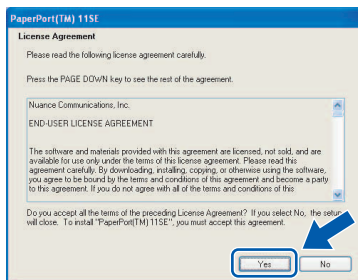 PaperPort(TM) 11SE
License Agreement
Please read the following license agreement carefully.
Press the PAGE DOWN key to see the rest of the agreement.
Nuance Communications, Inc.
END-USER LICENSE AGREEMENT
The software and materials provided with this agreement are licensed, not sold, and are
available for use only under the terms of this license agreement. Please read this
agreement carefully. By downloading, installing, copying, or otherwise using the software,
you agree to be bound by the terms and conditions of this agreement and become a party
to this agreement. If you do not agree with all of the terms and conditions of this
Do you accept all the terms of the preceding License Agreement? If you select No, the setup
will close. To install "PaperPort(TM) 11SE", you must accept this agreement.
Yes
No